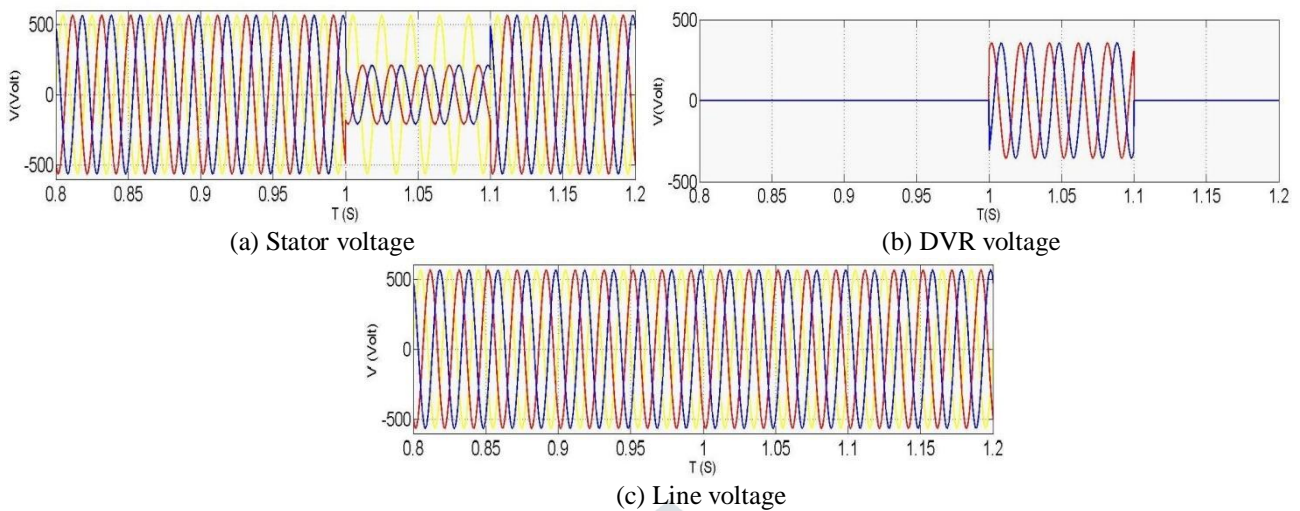 500
0
-500
V(Volt)
0.8 0.85 0.9 0.95 1 1.05 1.1 1.15 1.2
T (S)
(a) Stator voltage
500
0
-500
V(Volt)
0.8 0.85 0.9 0.95 1 1.05 1.1 1.15 1.2
T(S)
(b) DVR voltage
500
0
-500
V (Volt)
0.8 0.85 0.9 0.95 1 1.05 1.1 1.15 1.2
T (S)
(c) Line voltage